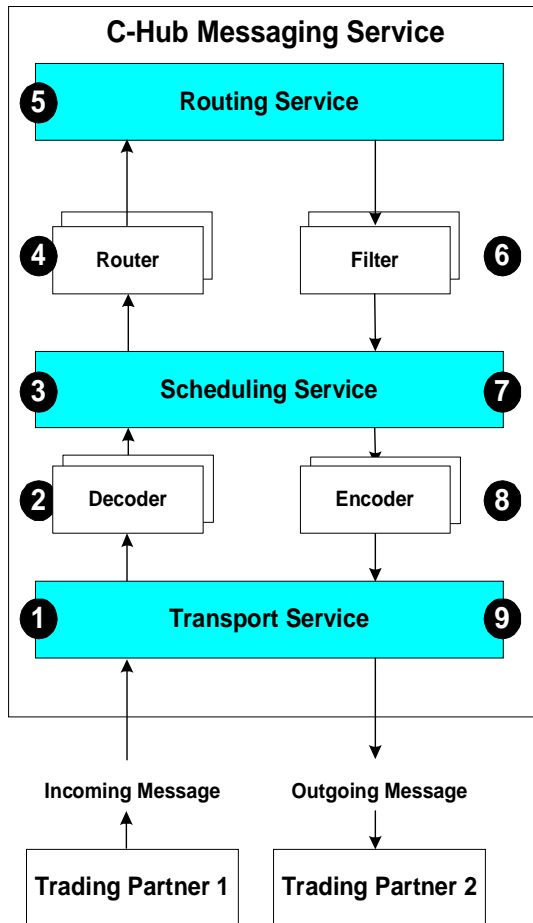 C-Hub Messaging Service
5
Routing Service
4
Router
Filter
6
3
Scheduling Service
7
2
Decoder
Encoder
8
1
Transport Service
9
Incoming Message
Outgoing Message
Trading Partner 1
Trading Partner 2